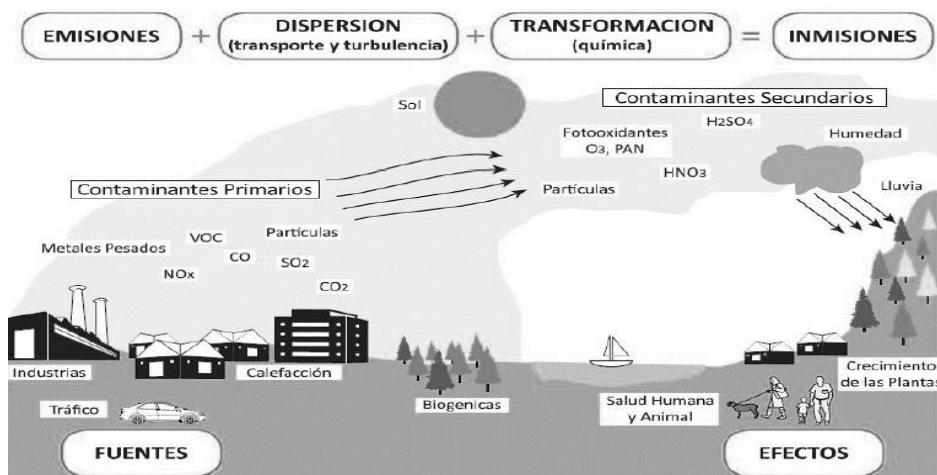 EMISIONES + DISPERSION (transporte y turbulencia) + TRANSFORMACION (química) = INMISIONES
Sol
Contaminantes Secundarios
H2SO4
Fotooxidantes
O3, PAN
Humedad
HNO3
Contaminantes Primarios
Partículas
Lluvia
Metales Pesados
VOC
Partículas
CO
SO2
NOx
CO2
Industrias
Calefacción
Crecimiento
de las Plantas
Tráfico
Biogenicas
Salud Humana
y Animal
FUENTES
EFECTOS